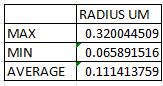 RADIUS UM
MAX 0.320044509
MIN 0.065891516
AVERAGE 0.111413759